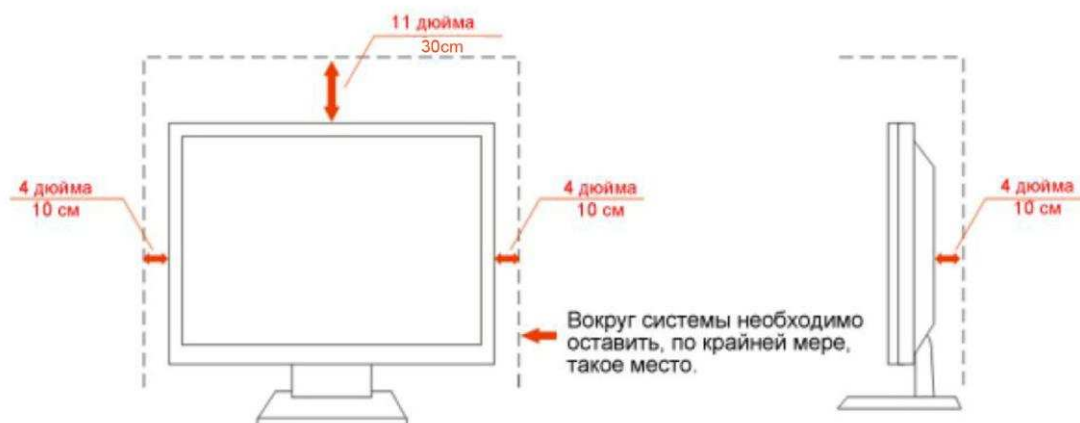 11 дюйма
30cm
4 дюйма
10 см
4 дюйма
10 см
4 дюйма
10 см
Вокруг системы необходимо
оставить, по крайней мере,
такое место.